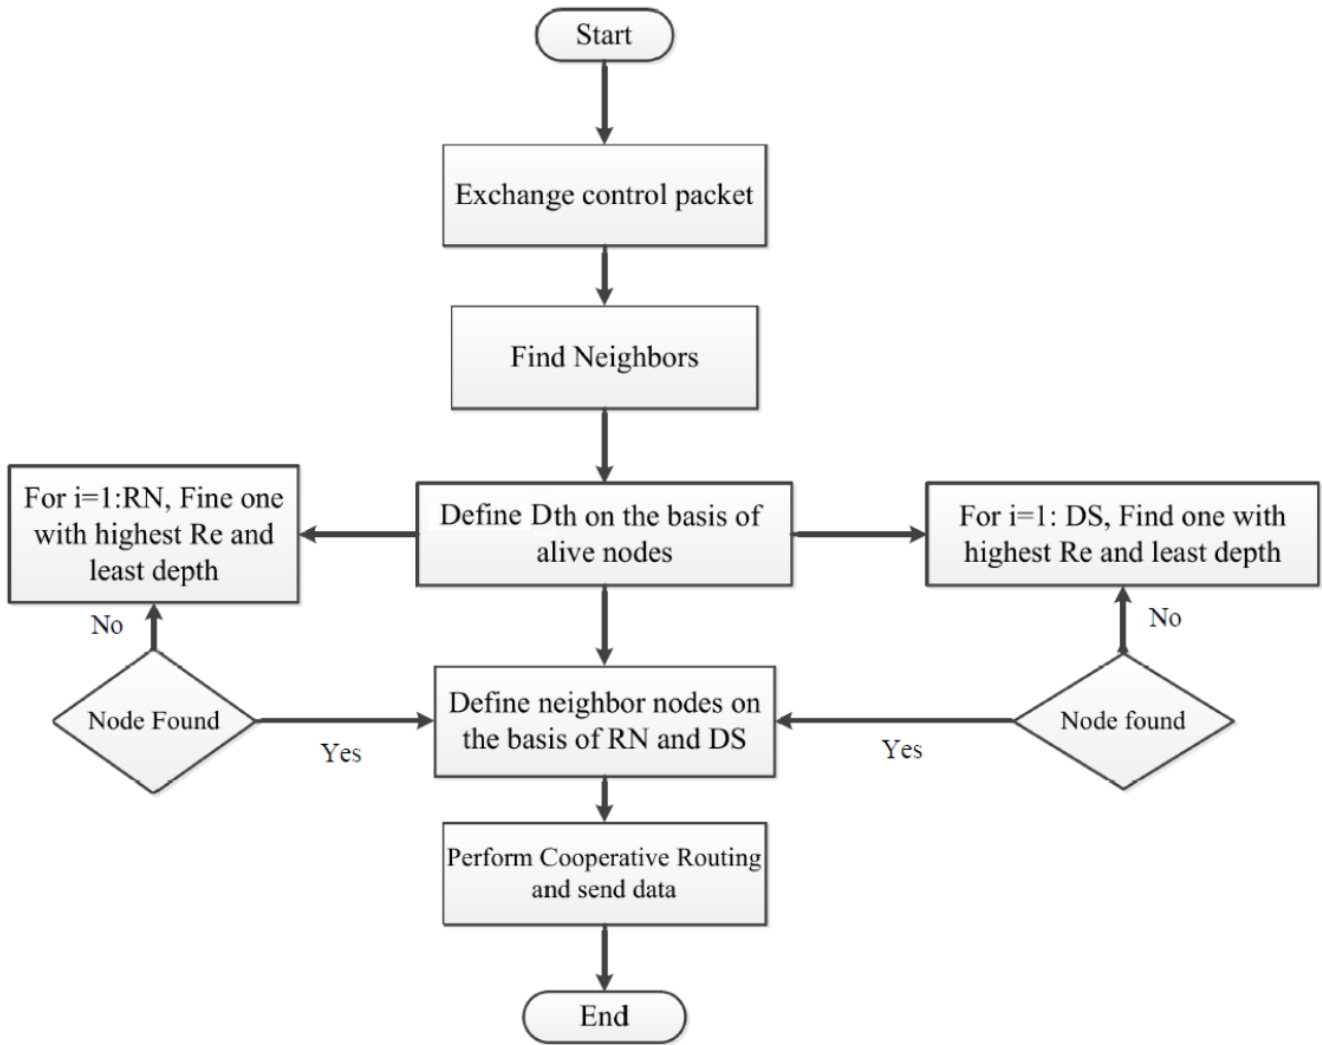 Start
Exchange control packet
Find Neighbors
For i=1:RN, Fine one
with highest Re and
least depth
Define Dth on the basis of
alive nodes
For i=1: DS, Find one with
highest Re and least depth
No
No
Node Found
Yes
Define neighbor nodes on
the basis of RN and DS
Yes
Node found
Perform Cooperative Routing
and send data
End